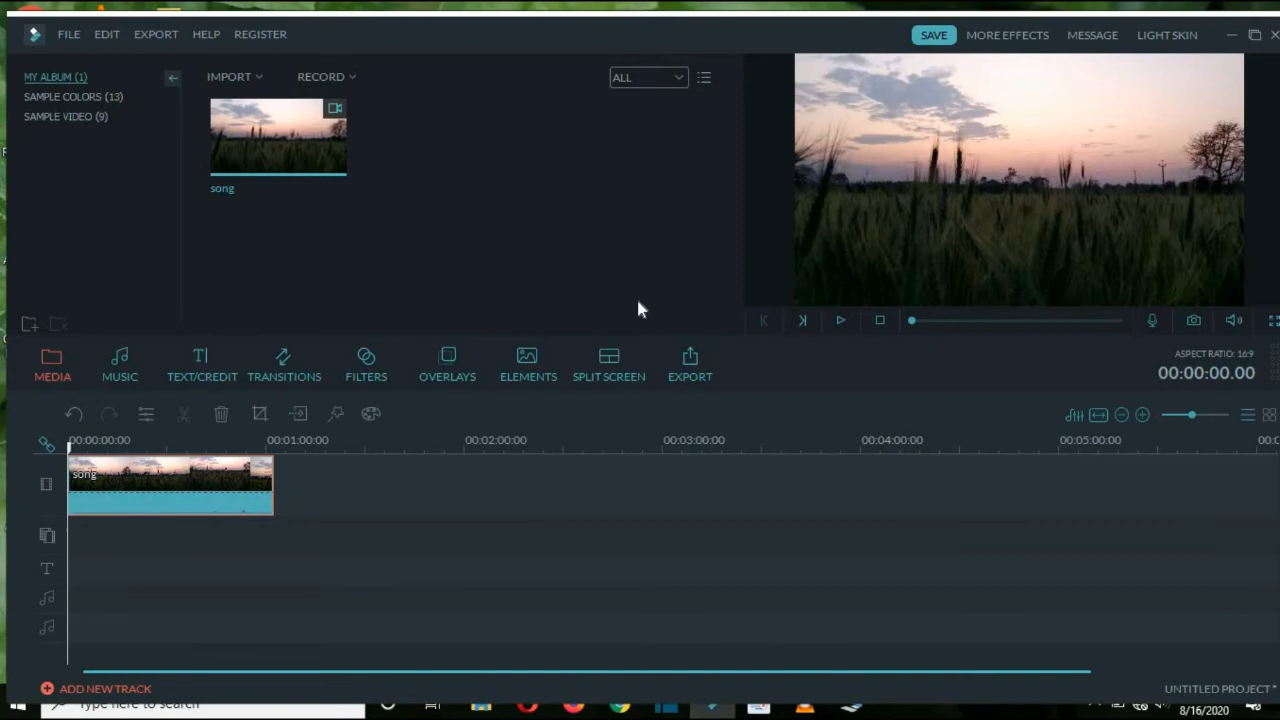 FILE EDIT EXPORT HELP REGISTER SAVE MORE EFFECTS MESSAGE LIGHT SKIN
MY ALBUM (1)
SAMPLE COLORS (13)
SAMPLE VIDEO (9)
IMPORT RECORD ALL
song
MEDIA MUSIC TEXT/CREDIT TRANSITIONS FILTERS OVERLAYS ELEMENTS SPLIT SCREEN EXPORT
ASPECT RATIO: 16:9
00:00:00.00
00:00:00:00 00:01:00:00 00:02:00:00 00:03:00:00 00:04:00:00 00:05:00:00
song
T
ADD NEW TRACK
UNTITLED PROJECT *
Type here to search
8/16/2020